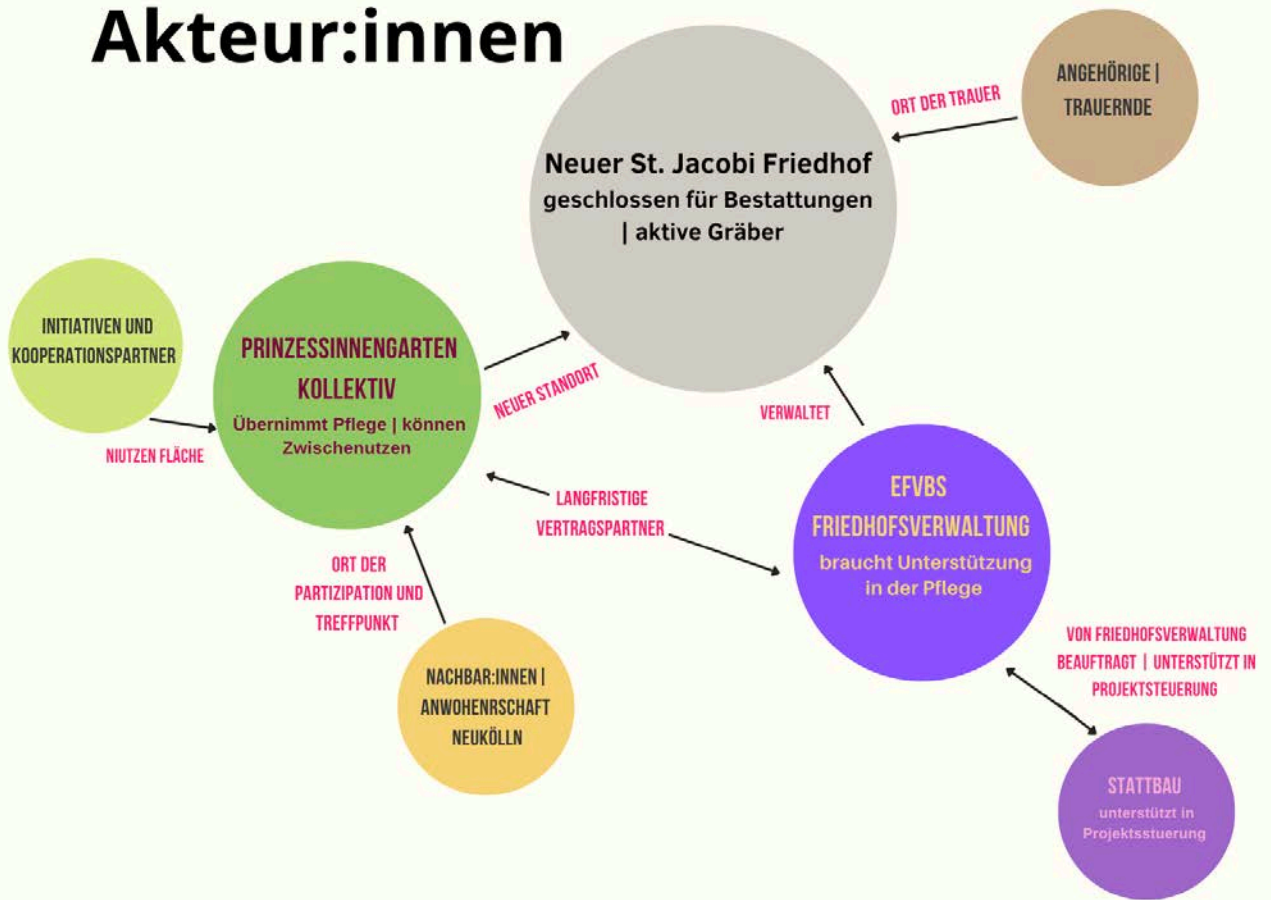 Akteur:innen
Neuer St. Jacobi Friedhof
geschlossen für Bestattungen
| aktive Gräber
ORT DER TRAUER
ANGEHÖRIGE |
TRAUERNDE
INITIATIVEN UND
KOOPERATIONSPARTNER
NIUTZEN FLÄCHE
PRINZESSINNENGARTEN
KOLLEKTIV
Übernimmt Pflege | können
Zwischenutzen
NEUER STANDORT
VERWALTET
LANGFRISTIGE
VERTRAGSPARTNER
EFVBS
FRIEDHOFSVERWALTUNG
braucht Unterstützung
in der Pflege
ORT DER
PARTIZIPATION UND
TREFFPUNKT
NACHBAR:INNEN |
ANWOHENRSCHAFT
NEUKÖLLN
VON FRIEDHOFSVERWALTUNG
BEAUFTRAGT | UNTERSTÜTZT IN
PROJEKTSTEUERUNG
STATTBAU
unterstützt in
Projektsstuerung